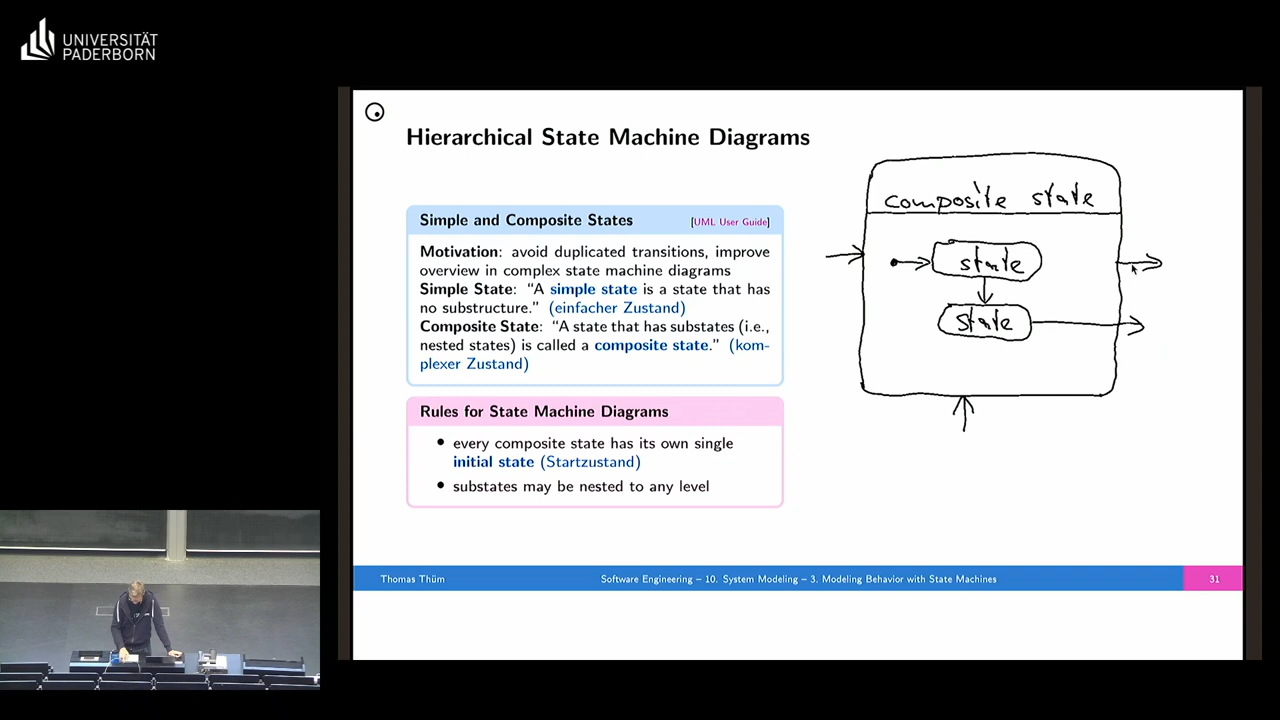 UNIVERSITÄT
PADERBORN
Hierarchical State Machine Diagrams
Simple and Composite States [UML User Guide]
Motivation: avoid duplicated transitions, improve
overview in complex state machine diagrams
Simple State: “A simple state is a state that has
no substructure.” (einfacher Zustand)
Composite State: “A state that has substates (i.e.,
nested states) is called a composite state.” (kom-
plexer Zustand)
Rules for State Machine Diagrams
• every composite state has its own single
initial state (Startzustand)
• substates may be nested to any level
composite state
state
state
Thomas Thüm Software Engineering – 10. System Modeling – 3. Modeling Behavior with State Machines 31